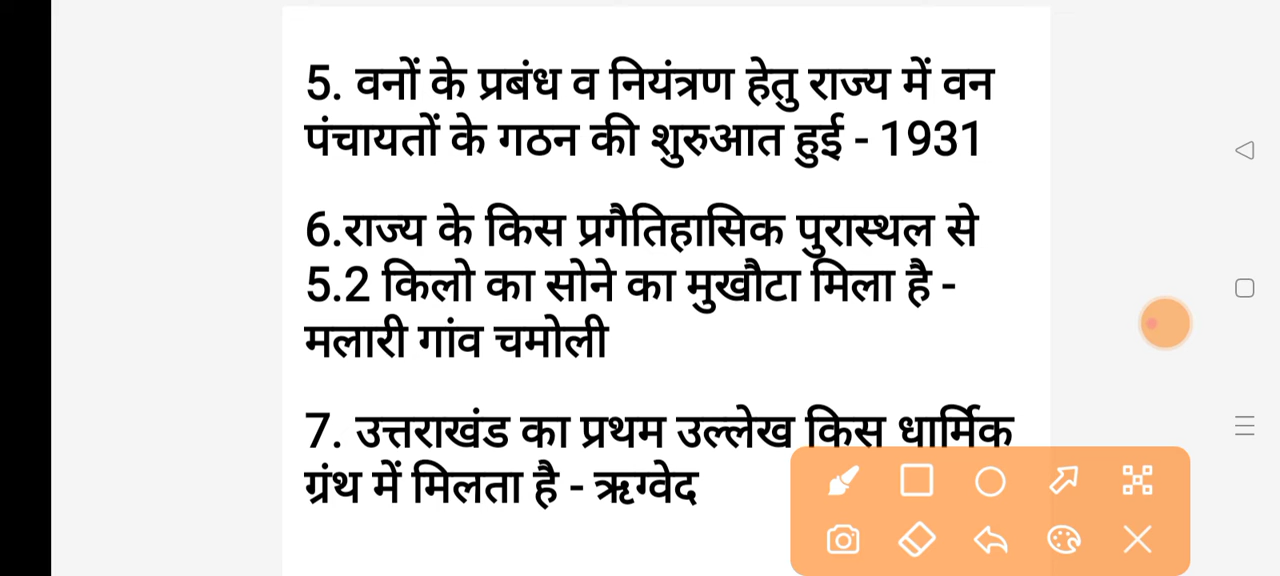 5. वनों के प्रबंध व नियंत्रण हेतु राज्य में वन
पंचायतों के गठन की शुरुआत हुई - 1931
6.राज्य के किस प्रगैतिहासिक पुरास्थल से
5.2 किलो का सोने का मुखौटा मिला है -
मलारी गांव चमोली
7. उत्तराखंड का प्रथम उल्लेख किस धार्मिक
ग्रंथ में मिलता है - ऋग्वेद